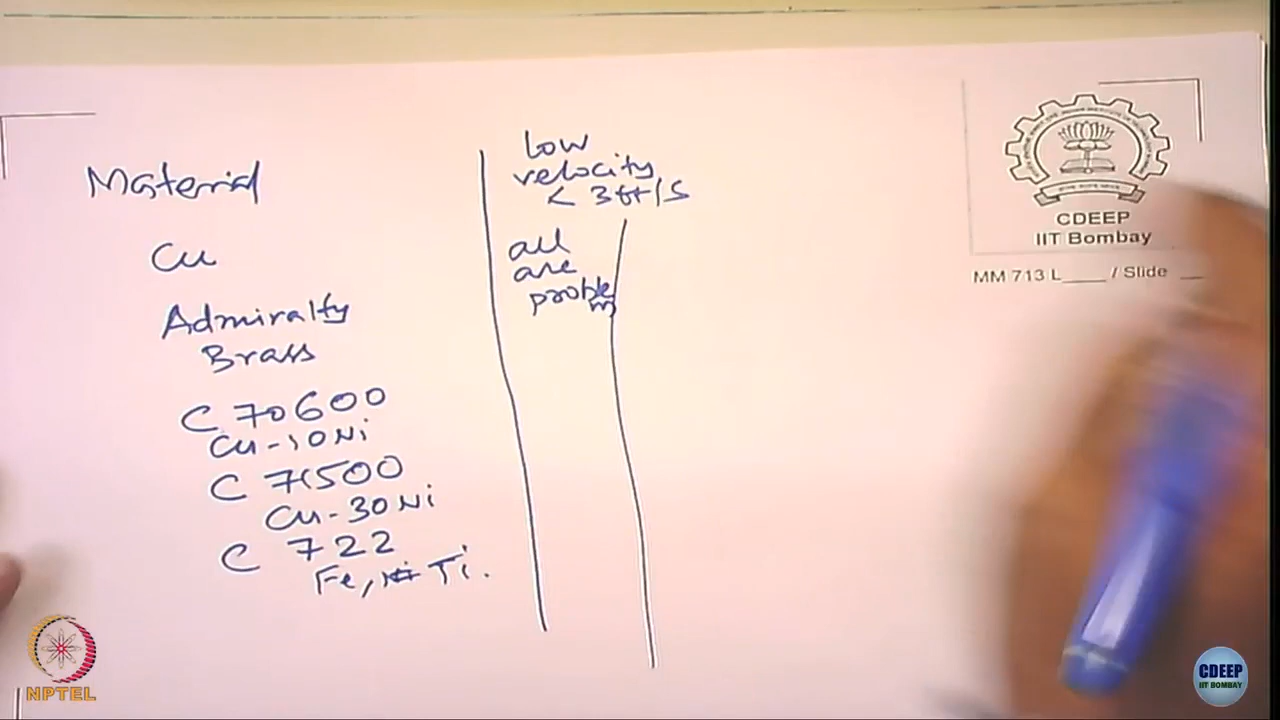 Material
Cu
Admiralty
Brass
C 70600
Cu-10Ni
C 71500
Cu-30Ni
C 722
Fe, Ti.
low
velocity
< 3ft/s
all
are
problem
CDEEP
IIT Bombay
MM 713 L____ / Slide __
NPTEL
CDEEP
IIT BOMBAY